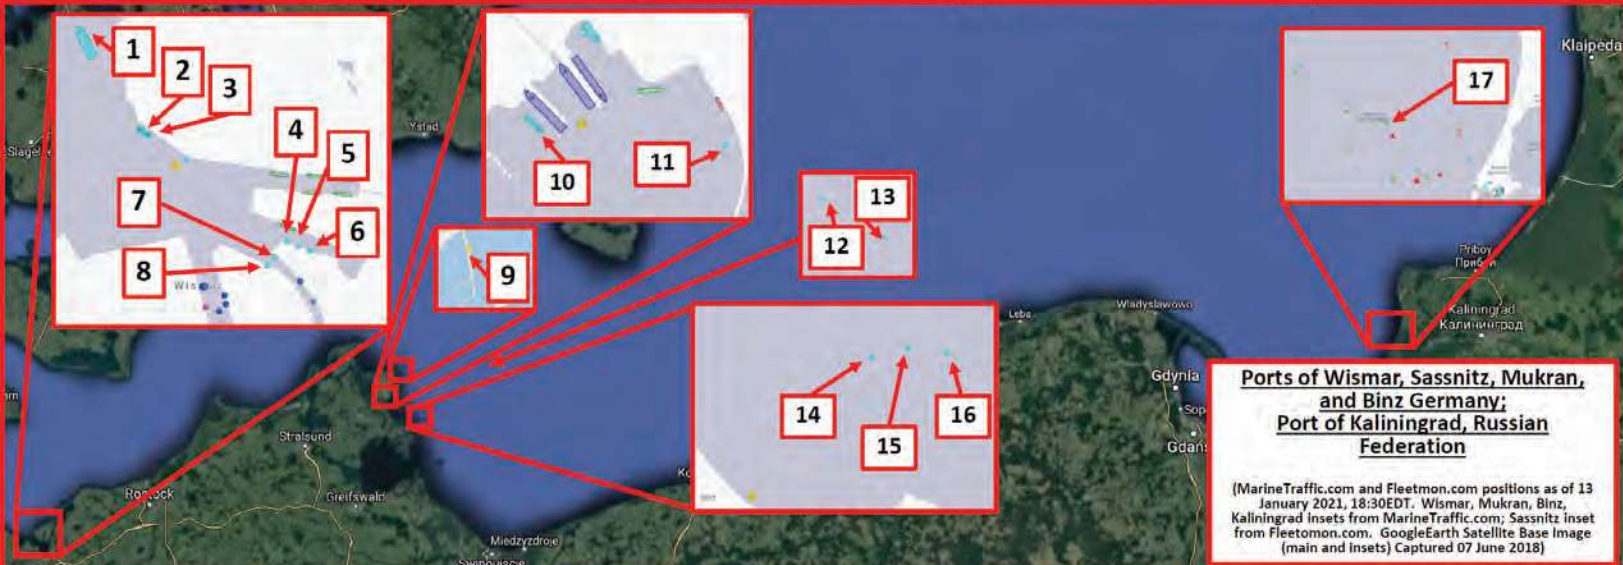 1
2
3
4
5
6
7
8
Ystad
10
11
9
12
13
14
15
16
17
Klaipeda
Priboy
Прибой
Kaliningrad
Калининград
Leba
Wladyslawowo
Gdynia
Sop
Gdań
Slagel
Stralsund
Rostock
Greifswald
Miedzyzdroje
Swinoujscie
Ko
Ports of Wismar, Sassnitz, Mukran,
and Binz Germany;
Port of Kaliningrad, Russian
Federation
(MarineTraffic.com and Fleetmon.com positions as of 13
January 2021, 18:30EDT. Wismar, Mukran, Binz,
Kaliningrad insets from MarineTraffic.com; Sassnitz inset
from Fleetomon.com. GoogleEarth Satellite Base Image
(main and insets) Captured 07 June 2018)